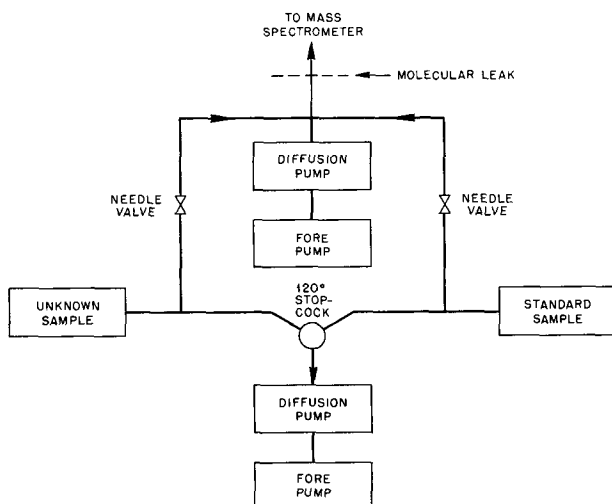 TO MASS
SPECTROMETER
MOLECULAR LEAK
DIFFUSION
PUMP
NEEDLE
VALVE
NEEDLE
VALVE
FORE
PUMP
120°
STOP-
COCK
UNKNOWN
SAMPLE
STANDARD
SAMPLE
DIFFUSION
PUMP
FORE
PUMP